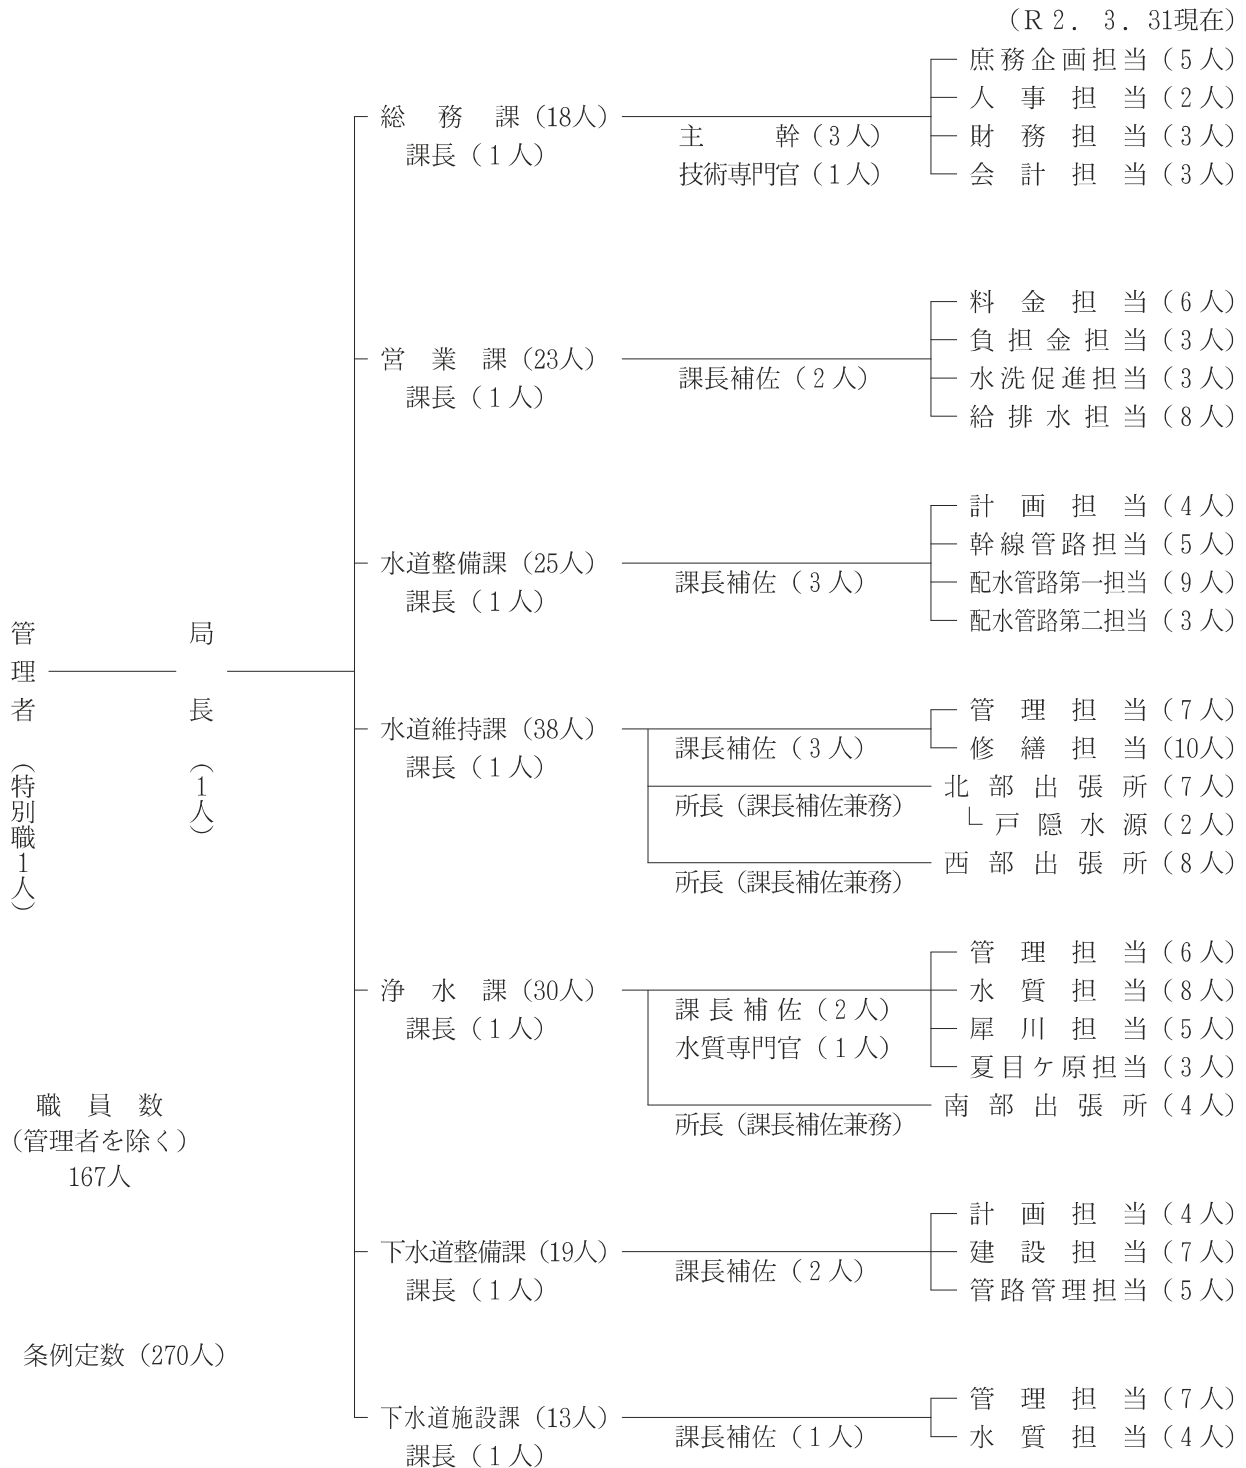 （R２．３．31現在）
管理者（特別職１人）
局長（１人）
総務課（18人）
課長（１人）
主幹（３人）
技術専門官（１人）
庶務企画担当（５人）
人事担当（２人）
財務担当（３人）
会計担当（３人）
営業課（23人）
課長（１人）
課長補佐（２人）
料金担当（６人）
負担金担当（３人）
水洗促進担当（３人）
給排水担当（８人）
水道整備課（25人）
課長（１人）
課長補佐（３人）
計画担当（４人）
幹線管路担当（５人）
配水管路第一担当（９人）
配水管路第二担当（３人）
水道維持課（38人）
課長（１人）
課長補佐（３人）
管理担当（７人）
修繕担当（10人）
所長（課長補佐兼務）
北部出張所（７人）
戸隠水源（２人）
所長（課長補佐兼務）
西部出張所（８人）
浄水課（30人）
課長（１人）
課長補佐（２人）
水質専門官（１人）
管理担当（６人）
水質担当（８人）
犀川担当（５人）
夏目ケ原担当（３人）
所長（課長補佐兼務）
南部出張所（４人）
下水道整備課（19人）
課長（１人）
課長補佐（２人）
計画担当（４人）
建設担当（７人）
管路管理担当（５人）
下水道施設課（13人）
課長（１人）
課長補佐（１人）
管理担当（７人）
水質担当（４人）
職員数
（管理者を除く）
167人
条例定数（270人）